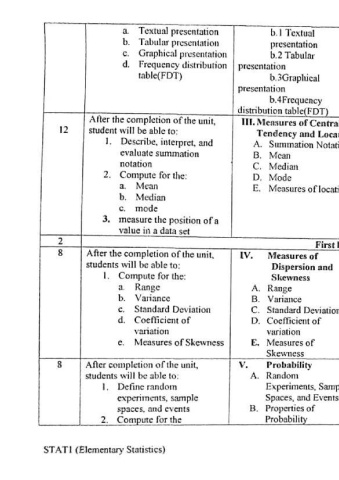 a. Textual presentation
b. Tabular presentation
c. Graphical presentation
d. Frequency distribution
table(FDT)
b.1 Textual
presentation
b.2 Tabular
presentation
b.3Graphical
presentation
b.4Frequency
distribution table(FDT)
12
After the completion of the unit,
student will be able to:
1. Describe, interpret, and
evaluate summation
notation
2. Compute for the:
a. Mean
b. Median
c. mode
3. measure the position of a
value in a data set
III. Measures of Centra
Tendency and Loca
A. Summation Notati
B. Mean
C. Median
D. Mode
E. Measures of locati
2
First
8
After the completion of the unit,
students will be able to:
1. Compute for the:
a. Range
b. Variance
c. Standard Deviation
d. Coefficient of
variation
e. Measures of Skewness
IV. Measures of
Dispersion and
Skewness
A. Range
B. Variance
C. Standard Deviation
D. Coefficient of
variation
E. Measures of
Skewness
8
After completion of the unit,
students will be able to:
1. Define random
experiments, sample
spaces, and events
2. Compute for the
V. Probability
A. Random
Experiments, Samp
Spaces, and Events
B. Properties of
Probability
STAT1 (Elementary Statistics)